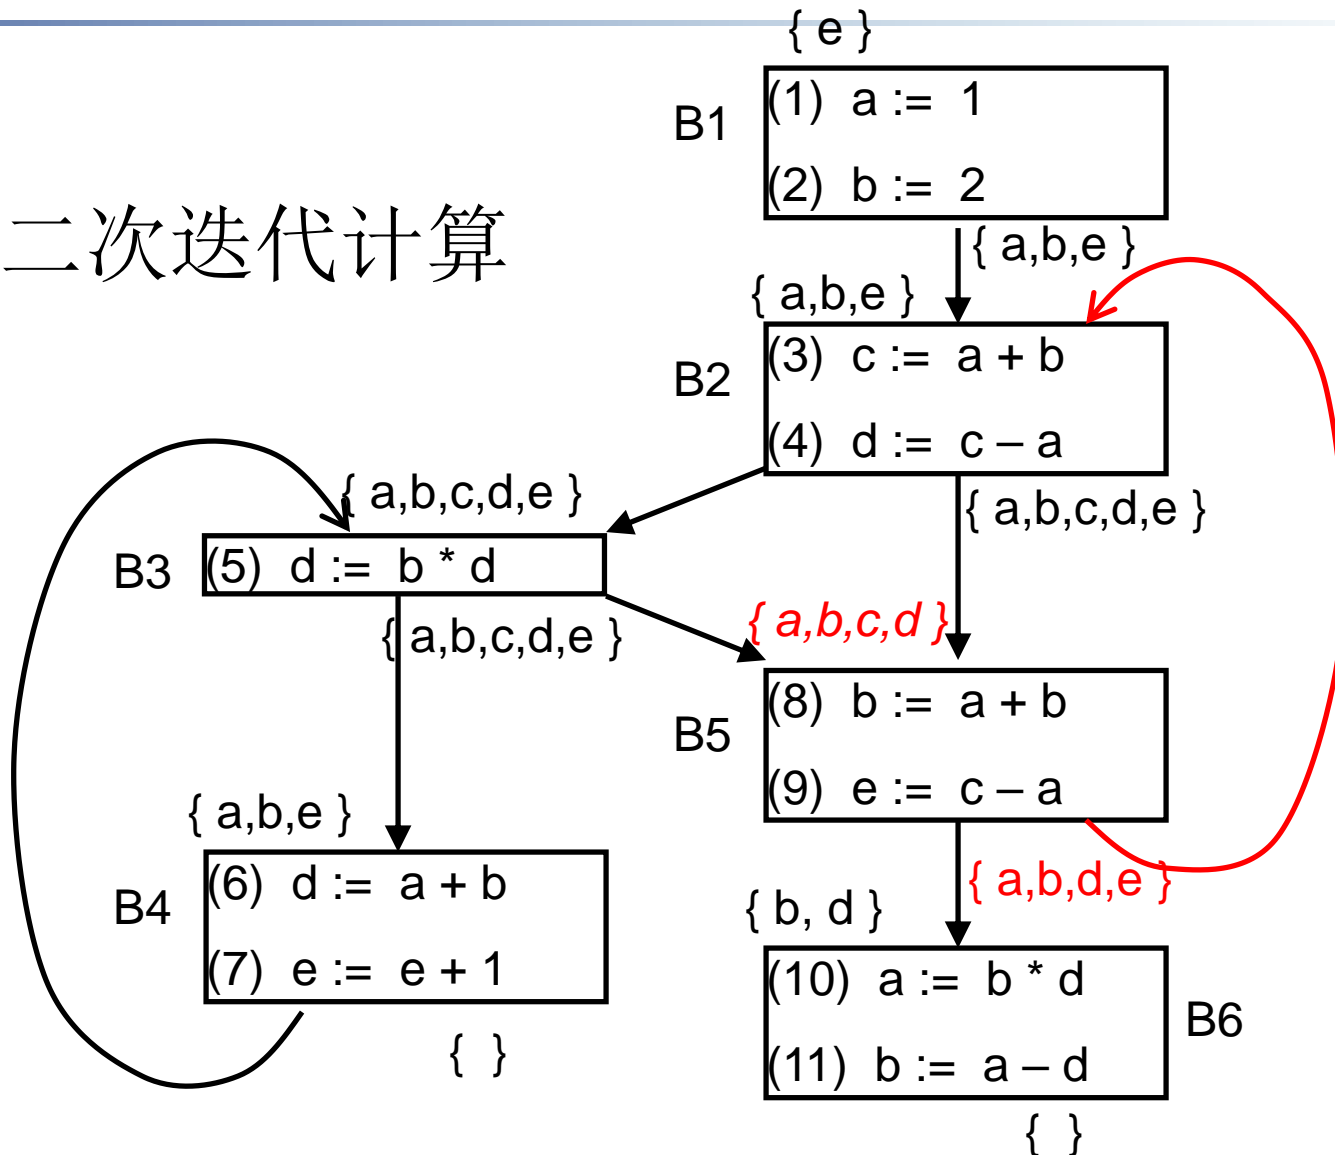 { e }
B1
(1) a := 1
(2) b := 2
二次迭代计算
{ a,b,e }
{ a,b,e }
B2
(3) c := a + b
(4) d := c – a
{ a,b,c,d,e }
{ a,b,c,d,e }
B3
(5) d := b * d
{ a,b,c,d }
{ a,b,c,d,e }
B5
(8) b := a + b
(9) e := c – a
{ a,b,e }
B4
(6) d := a + b
(7) e := e + 1
{ }
{ a,b,d,e }
{ b, d }
(10) a := b * d
(11) b := a – d
B6
{ }